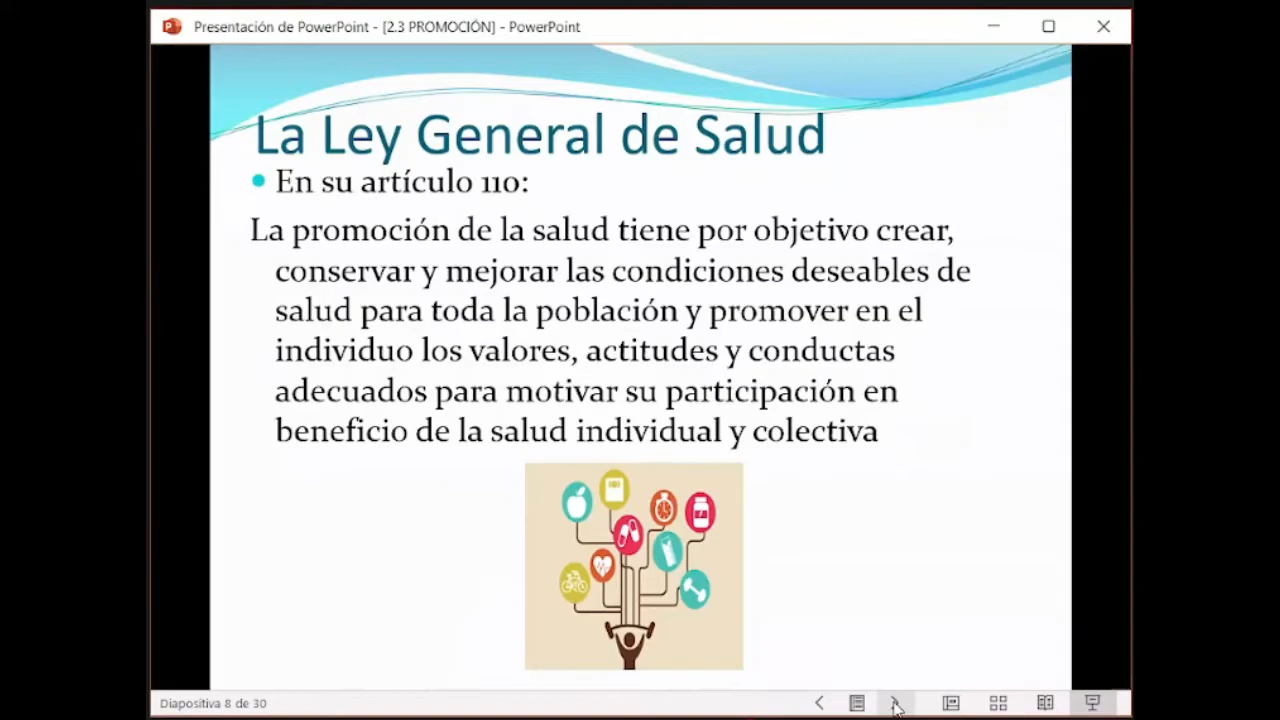 Presentación de PowerPoint - [2.3 PROMOCIÓN] - PowerPoint
La Ley General de Salud
• En su artículo 110:
La promoción de la salud tiene por objetivo crear,
conservar y mejorar las condiciones deseables de
salud para toda la población y promover en el
individuo los valores, actitudes y conductas
adecuados para motivar su participación en
beneficio de la salud individual y colectiva
Diapositiva 8 de 30